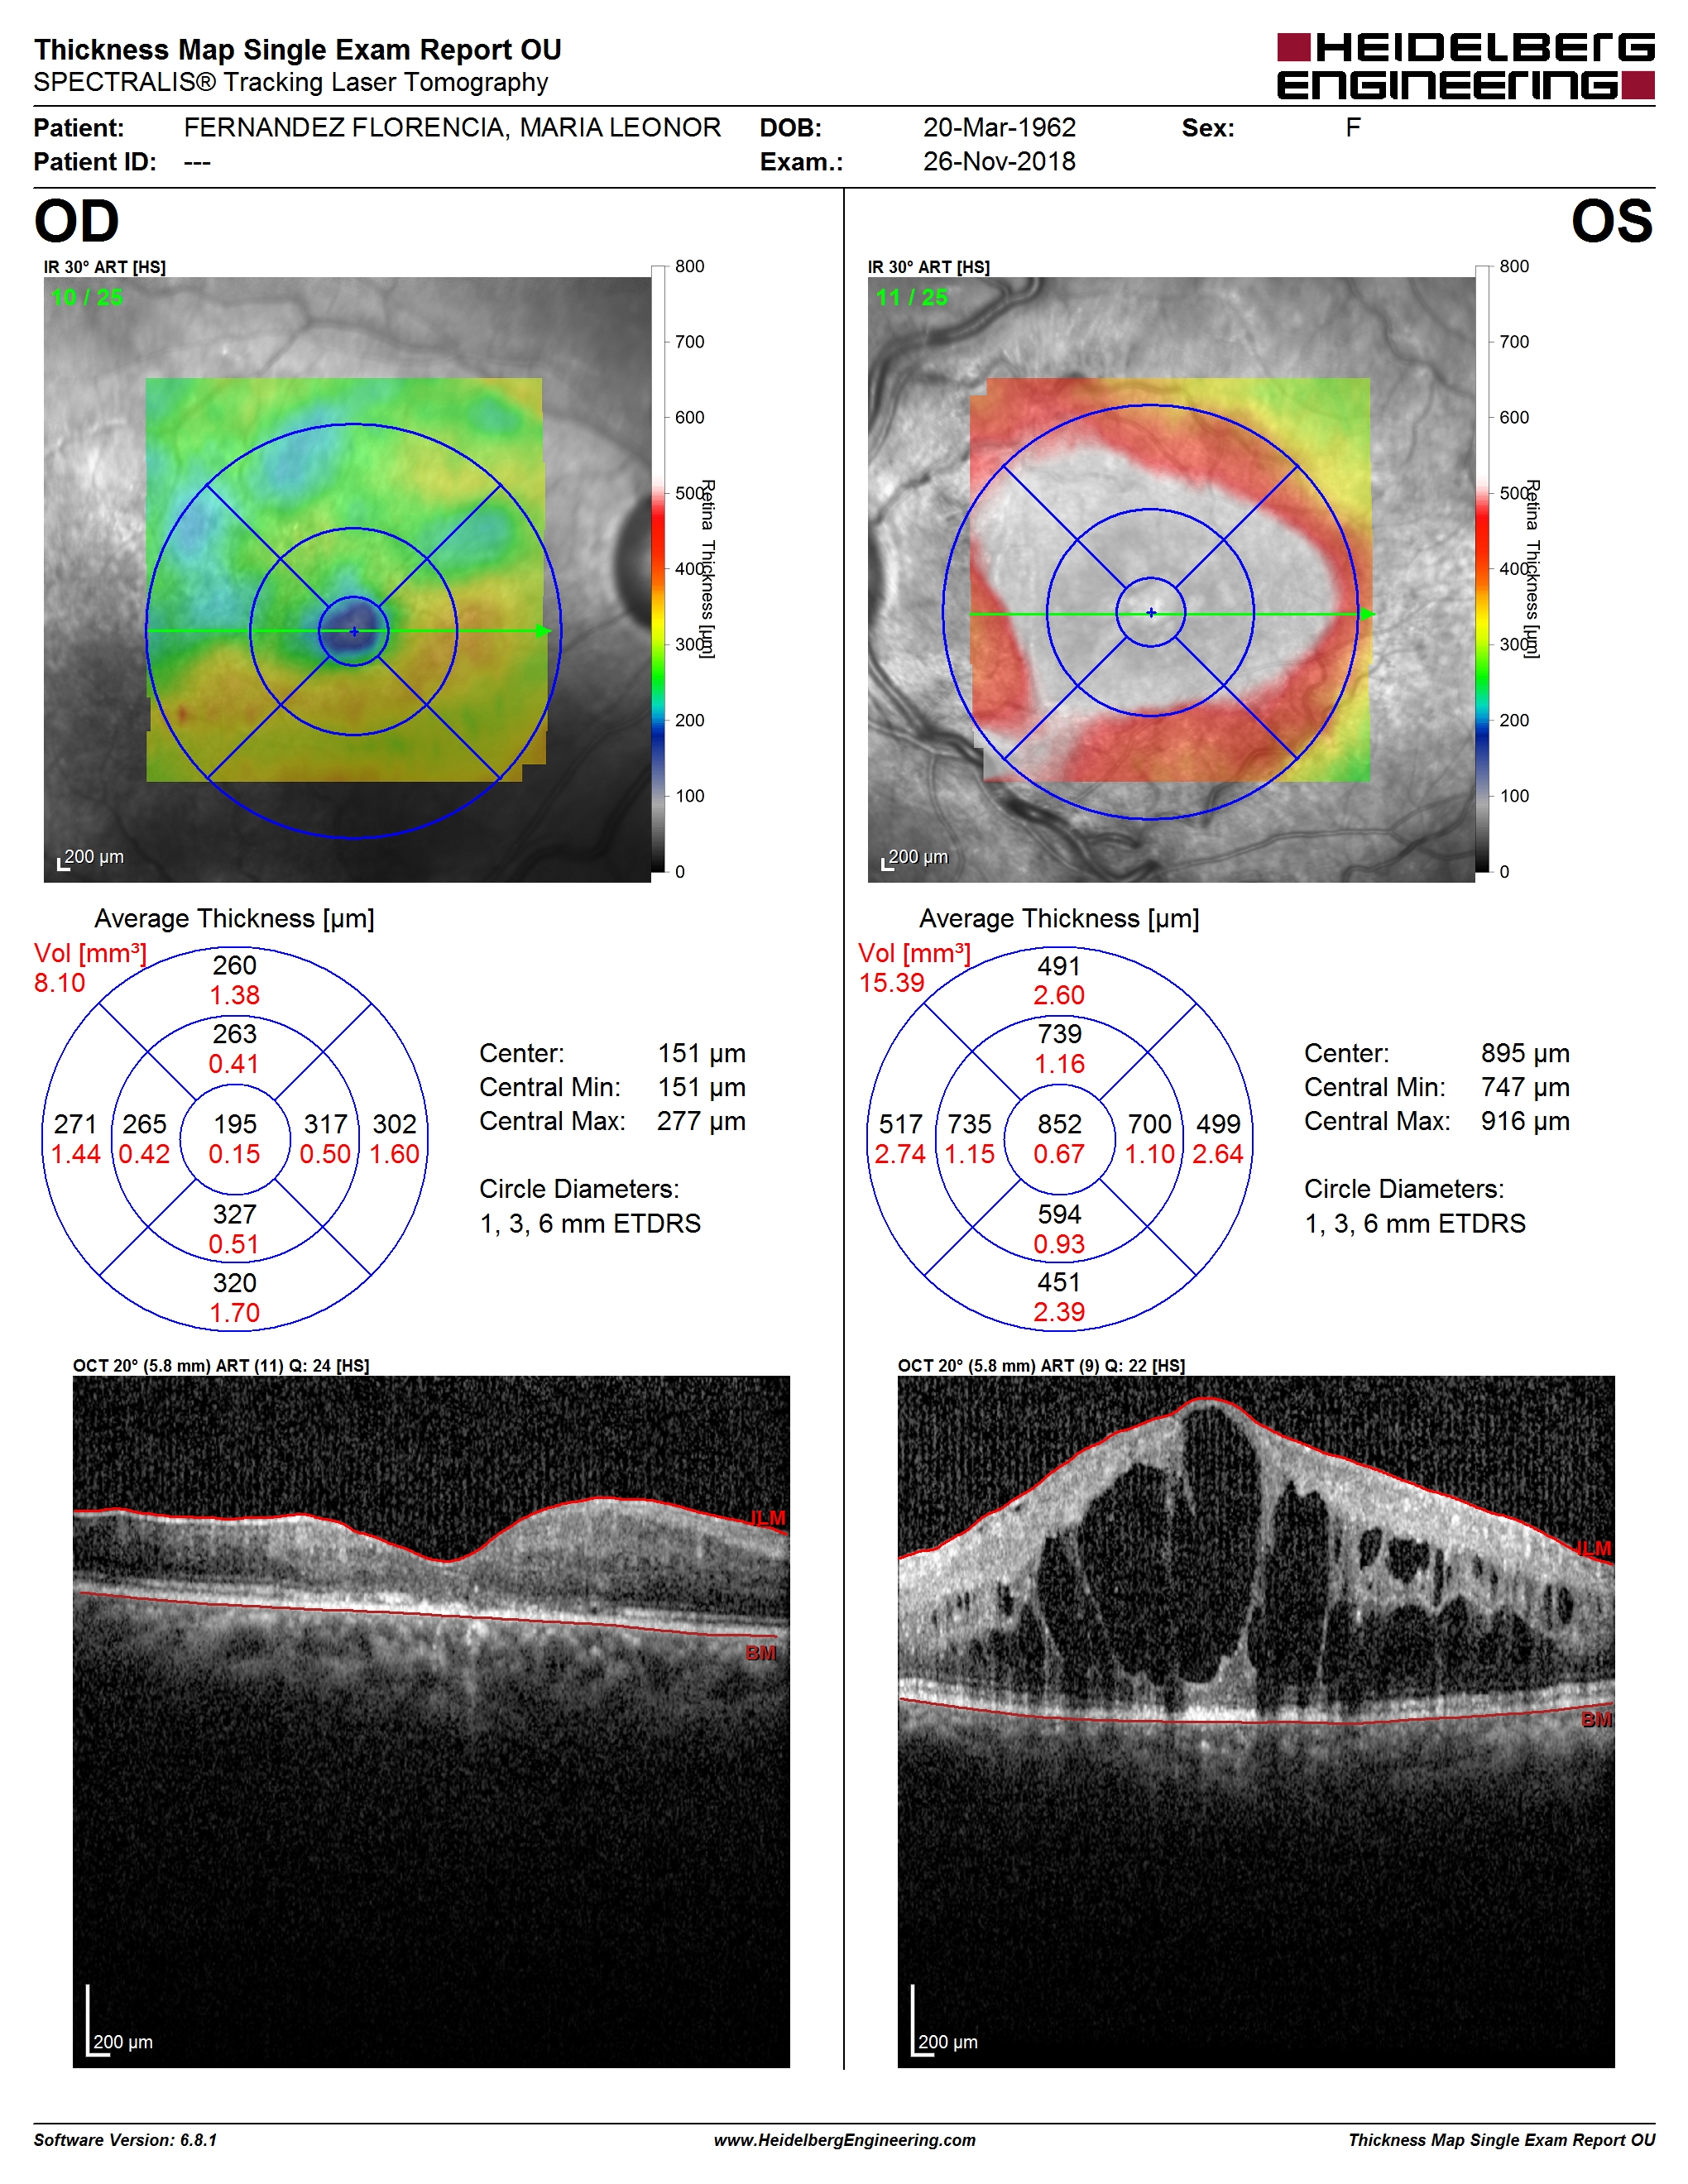 Thickness Map Single Exam Report OU
SPECTRALIS® Tracking Laser Tomography
HEIDELBERG
ENGINEERING
Patient: FERNANDEZ FLORENCIA, MARIA LEONOR DOB: 20-Mar-1962 Sex: F
Patient ID: --- Exam.: 26-Nov-2018
OD
IR 30° ART [HS]
10 / 25
800
700
600
500
400
300
200
100
0
Retina Thickness [µm]
200 µm
Average Thickness [µm]
Vol [mm³]
8.10
260
1.38
263
0.41
271 265 195 317 302
1.44 0.42 0.15 0.50 1.60
327
0.51
320
1.70
Center: 151 µm
Central Min: 151 µm
Central Max: 277 µm
Circle Diameters:
1, 3, 6 mm ETDRS
OCT 20° (5.8 mm) ART (11) Q: 24 [HS]
ILM
BM
200 µm
OS
IR 30° ART [HS]
11 / 25
800
700
600
500
400
300
200
100
0
Retina Thickness [µm]
200 µm
Average Thickness [µm]
Vol [mm³]
15.39
491
2.60
739
1.16
517 735 852 700 499
2.74 1.15 0.67 1.10 2.64
594
0.93
451
2.39
Center: 895 µm
Central Min: 747 µm
Central Max: 916 µm
Circle Diameters:
1, 3, 6 mm ETDRS
OCT 20° (5.8 mm) ART (9) Q: 22 [HS]
ILM
BM
200 µm
Software Version: 6.8.1 www.HeidelbergEngineering.com Thickness Map Single Exam Report OU